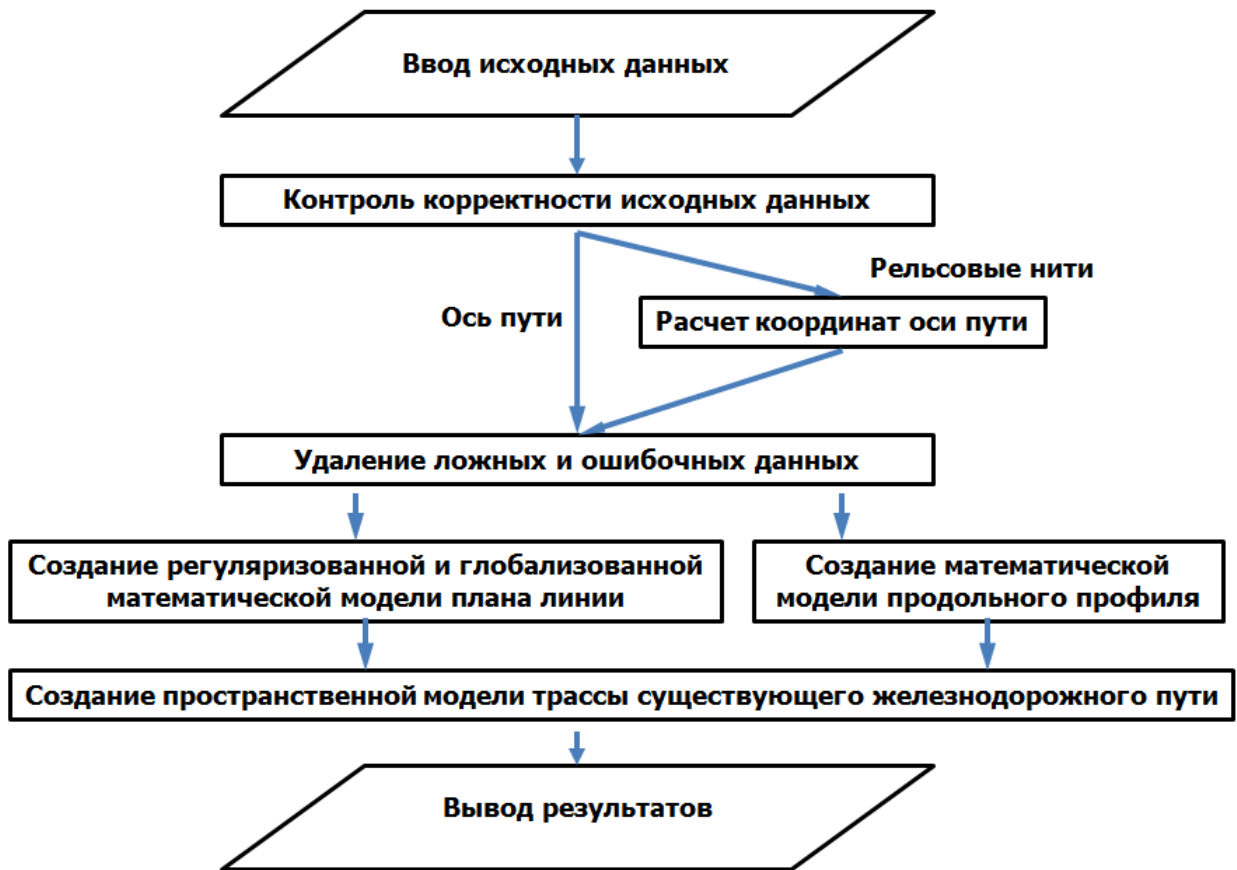 Ввод исходных данных
Контроль корректности исходных данных
Рельсовые нити
Ось пути
Расчет координат оси пути
Удаление ложных и ошибочных данных
Создание регуляризованной и глобализованной
математической модели плана линии
Создание математической
модели продольного профиля
Создание пространственной модели трассы существующего железнодорожного пути
Вывод результатов